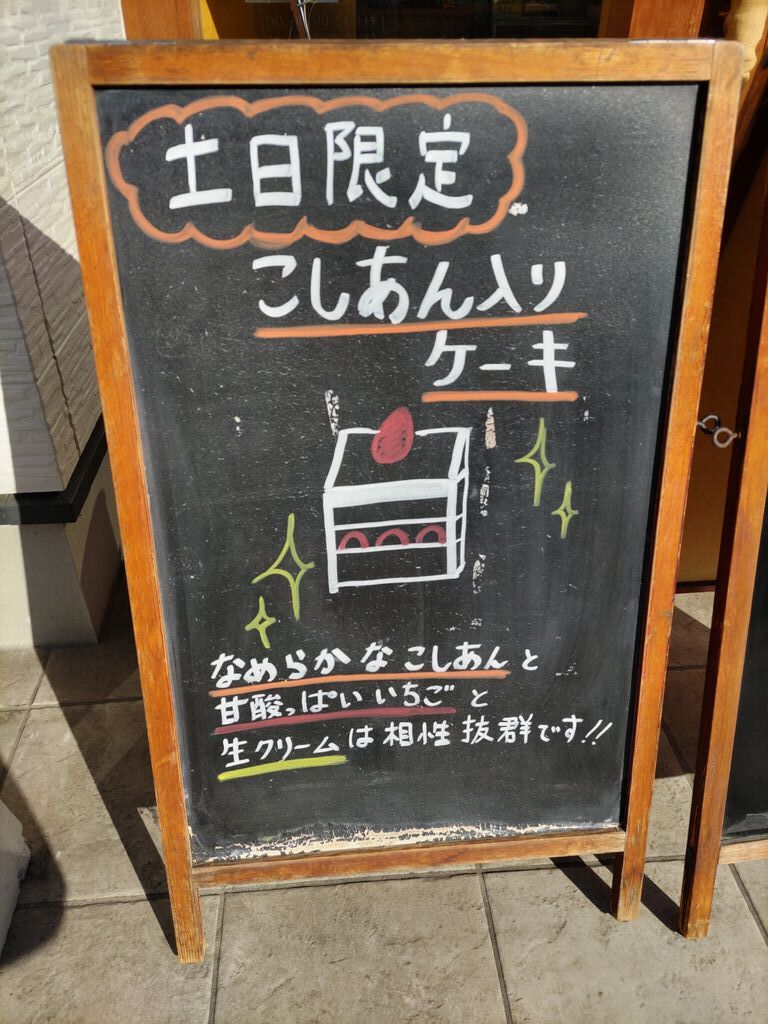 土日限定
こしあん入り
ケーキ
なめらかなこしあんと
甘酸っぱいいちごと
生クリームは相性抜群です!!